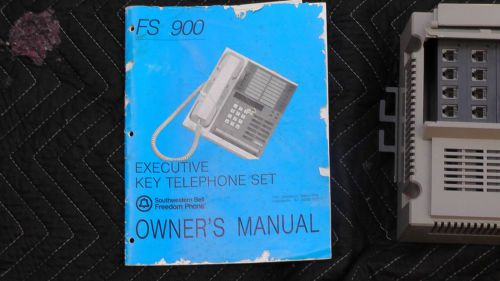 FS 900
EXECUTIVE
KEY TELEPHONE SET
Southwestern Bell
Freedom Phone
OWNER'S MANUAL